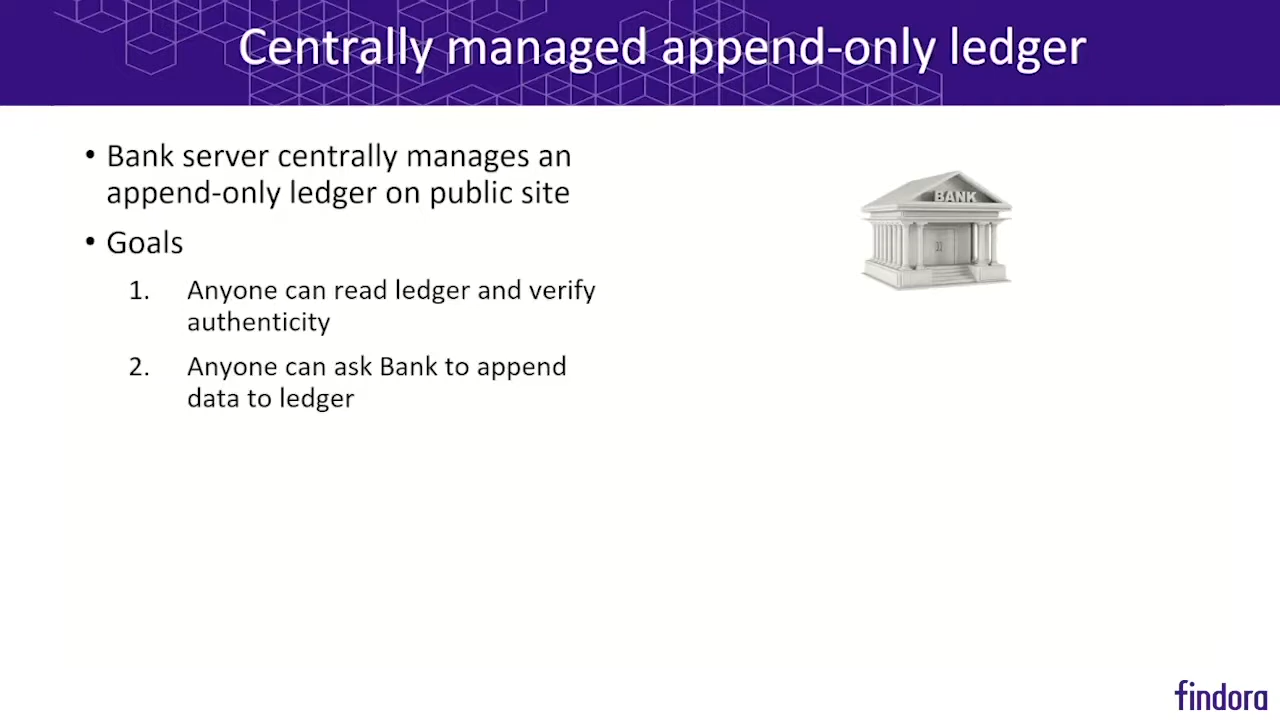 Centrally managed append-only ledger
• Bank server centrally manages an
append-only ledger on public site
• Goals
1. Anyone can read ledger and verify
authenticity
2. Anyone can ask Bank to append
data to ledger
BANK
findora